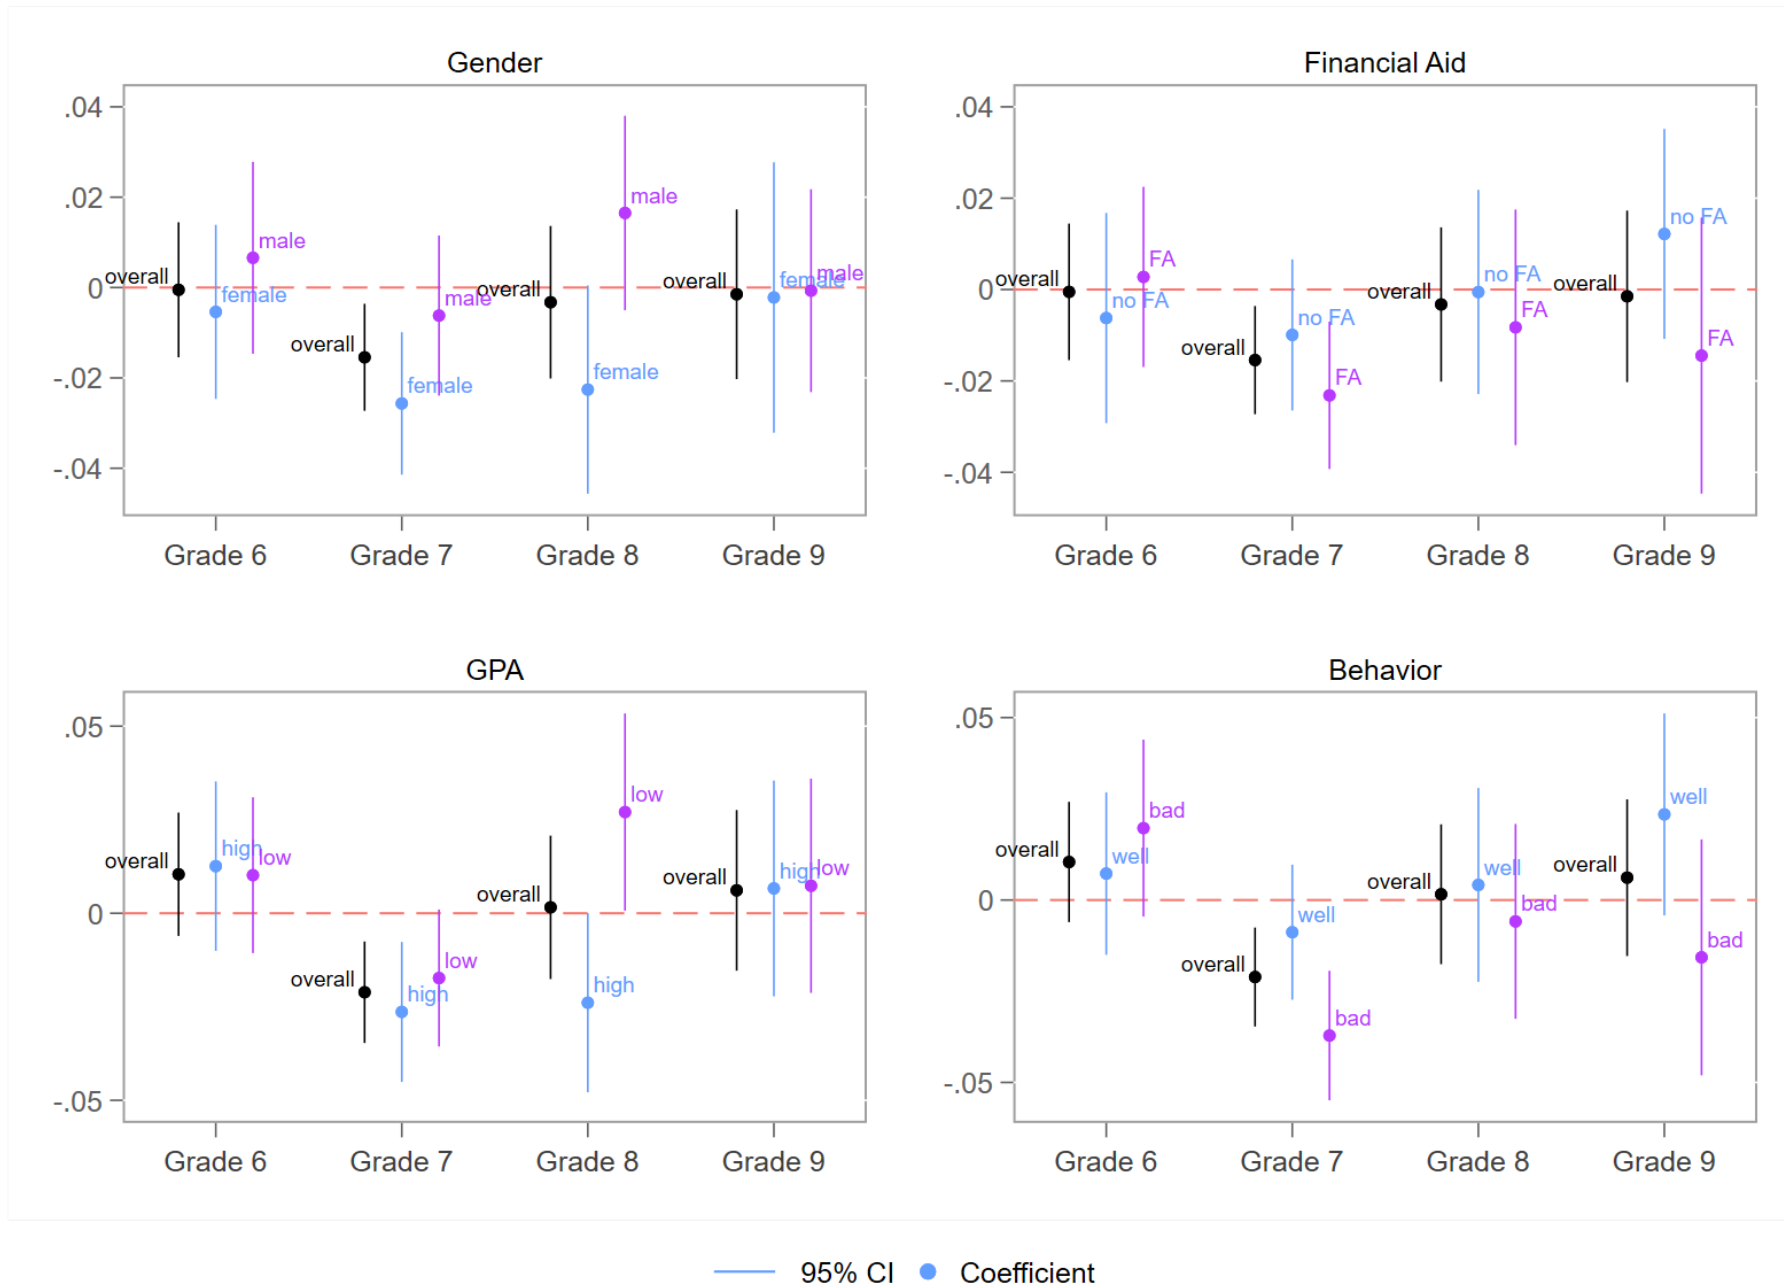 Gender
.04
.02
0
-.02
-.04
overall
female
male
overall
female
male
overall
female
male
overall
female
male
Grade 6
Grade 7
Grade 8
Grade 9
Financial Aid
.04
.02
0
-.02
-.04
overall
no FA
FA
overall
no FA
FA
overall
no FA
FA
overall
no FA
FA
Grade 6
Grade 7
Grade 8
Grade 9
GPA
.05
0
-.05
overall
high
low
overall
high
low
overall
high
low
overall
high
low
Grade 6
Grade 7
Grade 8
Grade 9
Behavior
.05
0
-.05
overall
well
bad
overall
well
bad
overall
well
bad
overall
well
bad
Grade 6
Grade 7
Grade 8
Grade 9
95% CI
Coefficient